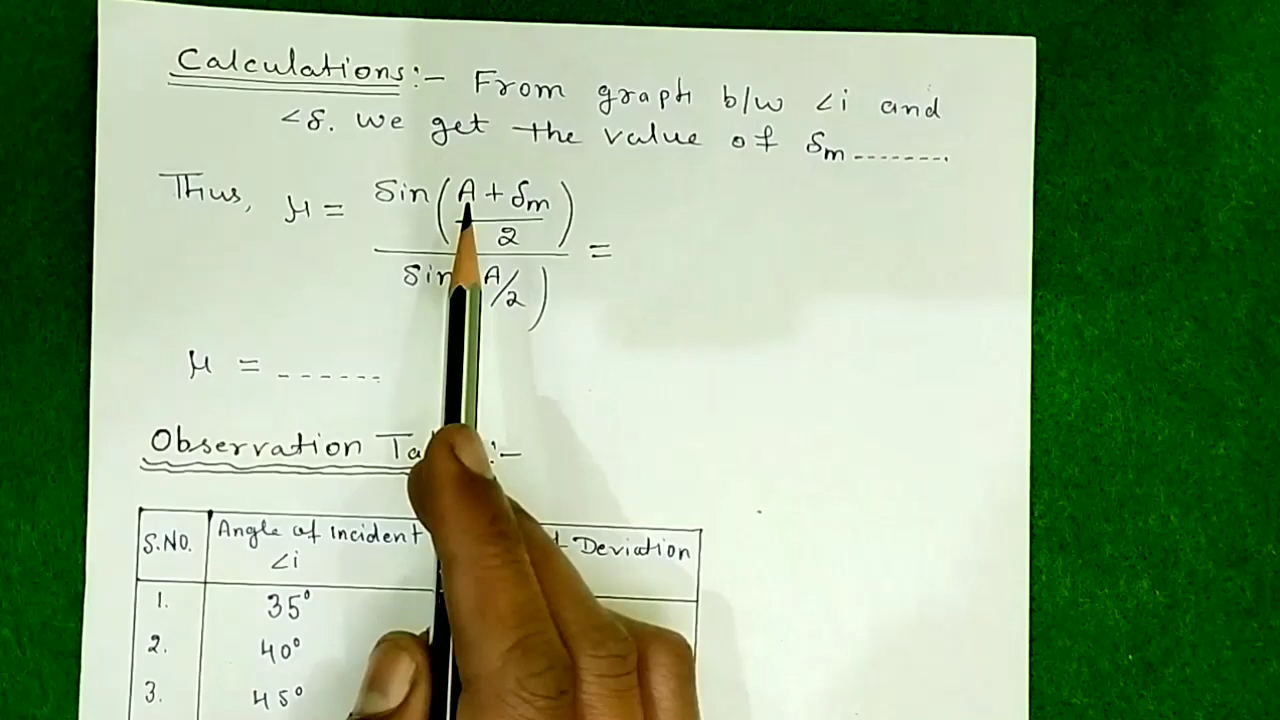 Calculations:- From graph b/w ∠i and
∠δ. we get the value of δm -------.
Thus, μ = sin(A + δm / 2) / sin A/2) =
μ = ------
Observation :-
S.NO. Angle of incident Deviation
∠i
1. 35°
2. 40°
3. 45°